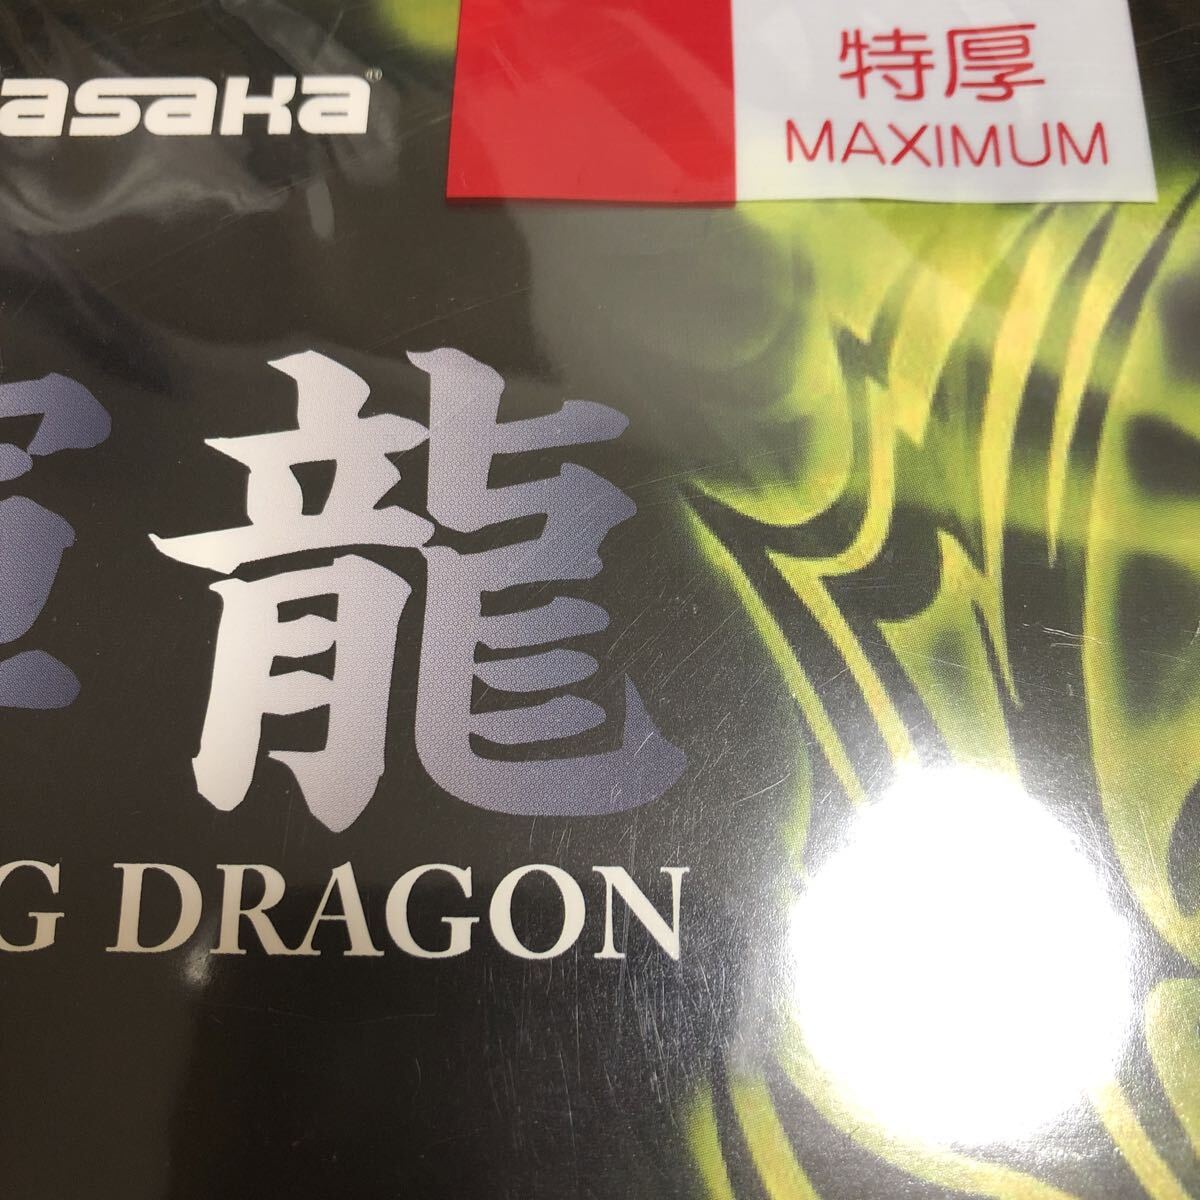 asaka®
特厚
MAXIMUM
龍
G DRAGON